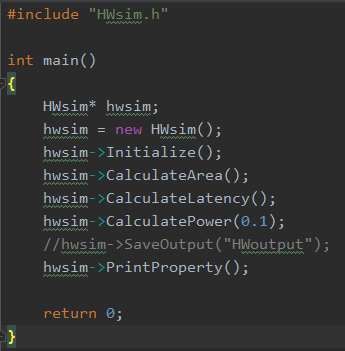 #include "HWsim.h"
int main()
{
HWsim* hwsim;
hwsim = new HWsim();
hwsim->Initialize();
hwsim->CalculateArea();
hwsim->CalculateLatency();
hwsim->CalculatePower(0.1);
//hwsim->SaveOutput("HWoutput");
hwsim->PrintProperty();
return 0;
}